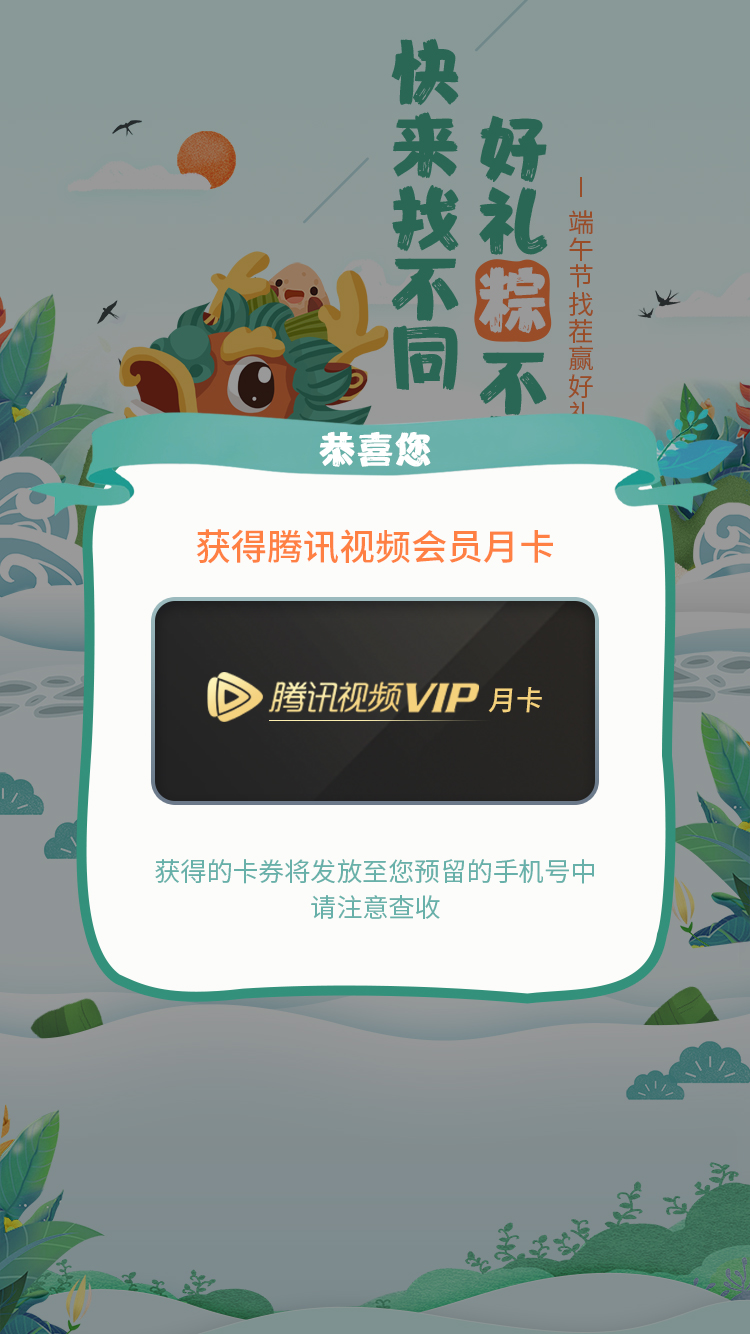 快来找不同
好礼粽不
端午节找茬赢好礼
恭喜您
获得腾讯视频会员月卡
腾讯视频VIP 月卡
获得的卡券将发放至您预留的手机号中
请注意查收